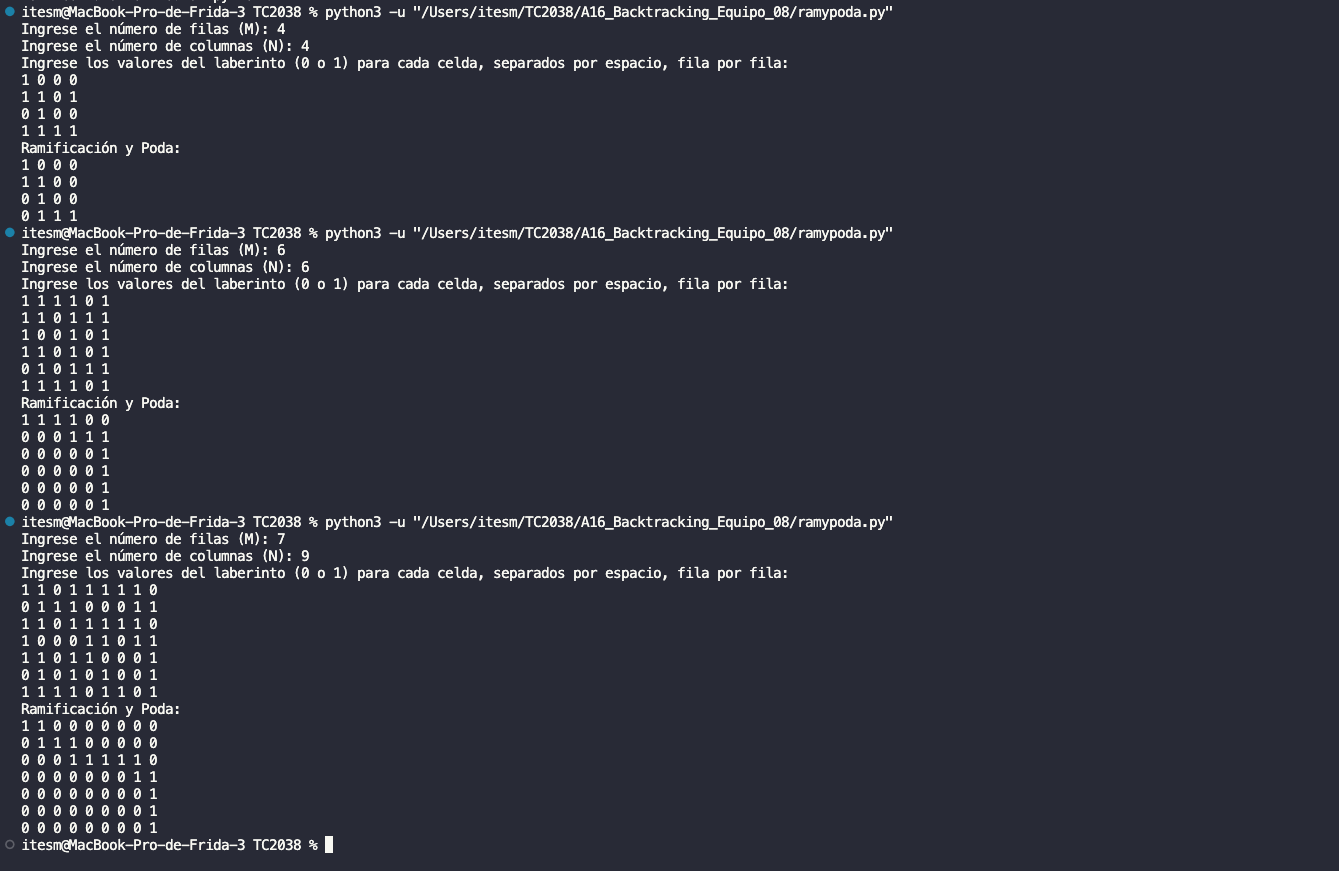 itesm@MacBook-Pro-de-Frida-3 TC2038 % python3 -u "/Users/itesm/TC2038/A16_Backtracking_Equipo_08/ramypoda.py"
Ingrese el número de filas (M): 4
Ingrese el número de columnas (N): 4
Ingrese los valores del laberinto (0 o 1) para cada celda, separados por espacio, fila por fila:
1 0 0 0
1 1 0 1
0 1 0 0
1 1 1 1
Ramificación y Poda:
1 0 0 0
1 1 0 0
0 1 0 0
0 1 1 1
itesm@MacBook-Pro-de-Frida-3 TC2038 % python3 -u "/Users/itesm/TC2038/A16_Backtracking_Equipo_08/ramypoda.py"
Ingrese el número de filas (M): 6
Ingrese el número de columnas (N): 6
Ingrese los valores del laberinto (0 o 1) para cada celda, separados por espacio, fila por fila:
1 1 1 1 0 1
1 1 0 1 1 1
1 0 0 1 0 1
1 1 0 1 0 1
0 1 0 1 1 1
1 1 1 1 0 1
Ramificación y Poda:
1 1 1 1 0 0
0 0 0 1 1 1
0 0 0 0 0 1
0 0 0 0 0 1
0 0 0 0 0 1
0 0 0 0 0 1
itesm@MacBook-Pro-de-Frida-3 TC2038 % python3 -u "/Users/itesm/TC2038/A16_Backtracking_Equipo_08/ramypoda.py"
Ingrese el número de filas (M): 7
Ingrese el número de columnas (N): 9
Ingrese los valores del laberinto (0 o 1) para cada celda, separados por espacio, fila por fila:
1 1 0 1 1 1 1 1 0
0 1 1 1 0 0 0 1 1
1 1 0 1 1 1 1 1 0
1 0 0 0 1 1 0 1 1
1 1 0 1 1 0 0 0 1
0 1 0 1 0 1 0 0 1
1 1 1 1 0 1 1 0 1
Ramificación y Poda:
1 1 0 0 0 0 0 0 0
0 1 1 1 0 0 0 0 0
0 0 0 1 1 1 1 1 0
0 0 0 0 0 0 0 1 1
0 0 0 0 0 0 0 0 1
0 0 0 0 0 0 0 0 1
0 0 0 0 0 0 0 0 1
itesm@MacBook-Pro-de-Frida-3 TC2038 %